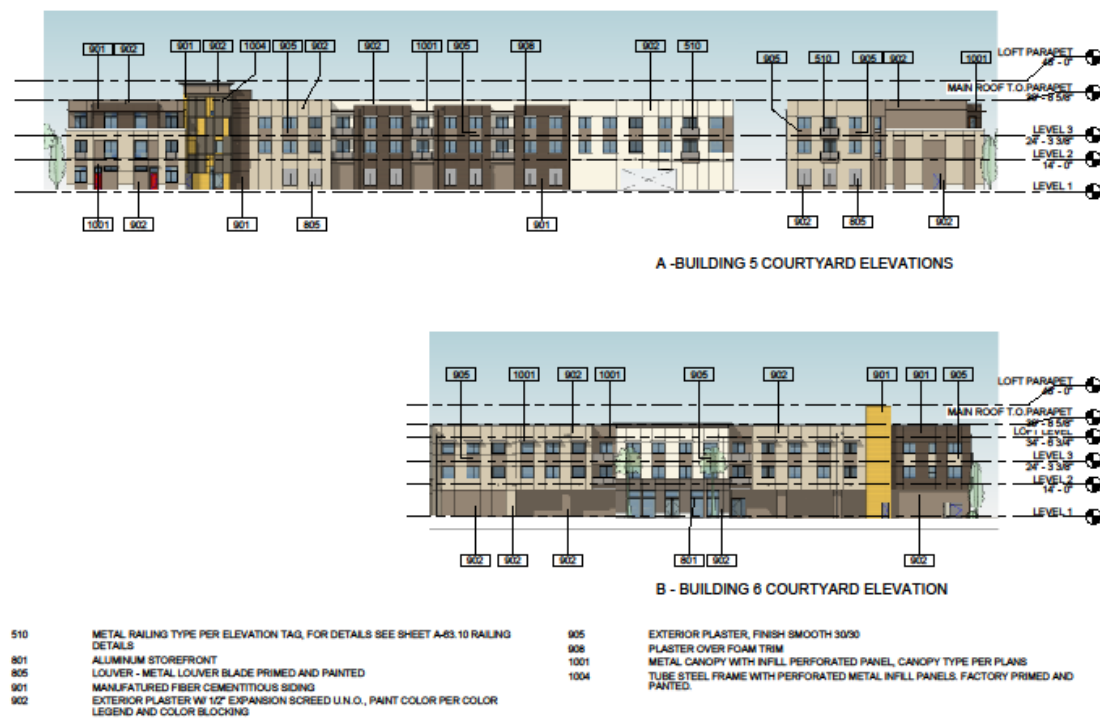 901 902 901 902 1004 905 902 902 1001 905 908 902 510 905 510 905 902 1001
LOFT PARAPET
48' - 0"
MAIN ROOF T.O.PARAPET
LEVEL 3
24' - 3 3/8"
LEVEL 2
14' - 0"
LEVEL 1
1001 902 901 805 901 902 805 902
A -BUILDING 5 COURTYARD ELEVATIONS
905 1001 902 1001 905 902 901 901 905
LOFT PARAPET
48' - 0"
MAIN ROOF T.O.PARAPET
LOFT LEVEL
34' - 6 3/4"
LEVEL 3
24' - 3 3/8"
LEVEL 2
14' - 0"
LEVEL 1
902 902 902 801 902 902
B - BUILDING 6 COURTYARD ELEVATION
510 METAL RAILING TYPE PER ELEVATION TAG, FOR DETAILS SEE SHEET A-63.10 RAILING
DETAILS
801 ALUMINUM STOREFRONT
805 LOUVER - METAL LOUVER BLADE PRIMED AND PAINTED
901 MANUFATURED FIBER CEMENTITIOUS SIDING
902 EXTERIOR PLASTER W/ 1/2" EXPANSION SCREED U.N.O., PAINT COLOR PER COLOR
LEGEND AND COLOR BLOCKING
905 EXTERIOR PLASTER, FINISH SMOOTH 30/30
908 PLASTER OVER FOAM TRIM
1001 METAL CANOPY WITH INFILL PERFORATED PANEL, CANOPY TYPE PER PLANS
1004 TUBE STEEL FRAME WITH PERFORATED METAL INFILL PANELS. FACTORY PRIMED AND
PANTED.